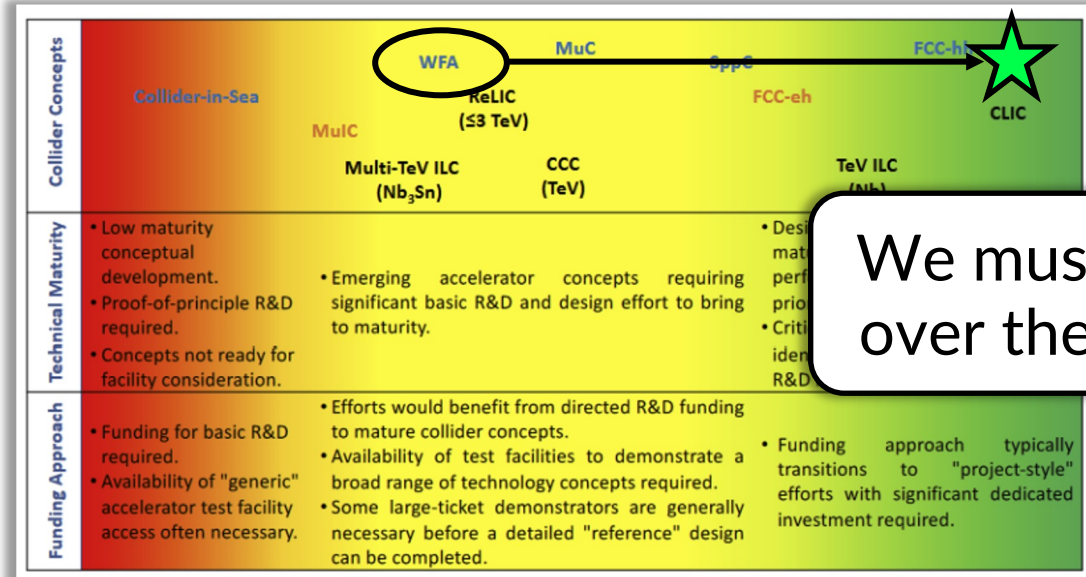 Collider Concepts
WFA
MuC
SppC
FCC-hh
Collider-in-Sea
ReLIC
(≤3 TeV)
FCC-eh
CLIC
MuIC
Multi-TeV ILC
(Nb₃Sn)
CCC
(TeV)
TeV ILC
(Nb)
Technical Maturity
• Low maturity
conceptual
development.
• Proof-of-principle R&D
required.
• Concepts not ready for
facility consideration.
• Emerging accelerator concepts requiring
significant basic R&D and design effort to bring
to maturity.
R&D
We
over the
Funding Approach
• Funding for basic R&D
required.
• Availability of "generic"
accelerator test facility
access often necessary.
• Efforts would benefit from directed R&D funding
to mature collider concepts.
• Availability of test facilities to demonstrate a
broad range of technology concepts required.
• Some large-ticket demonstrators are generally
necessary before a detailed "reference" design
can be completed.
• Funding approach typically
transitions to "project-style"
efforts with significant dedicated
investment required.